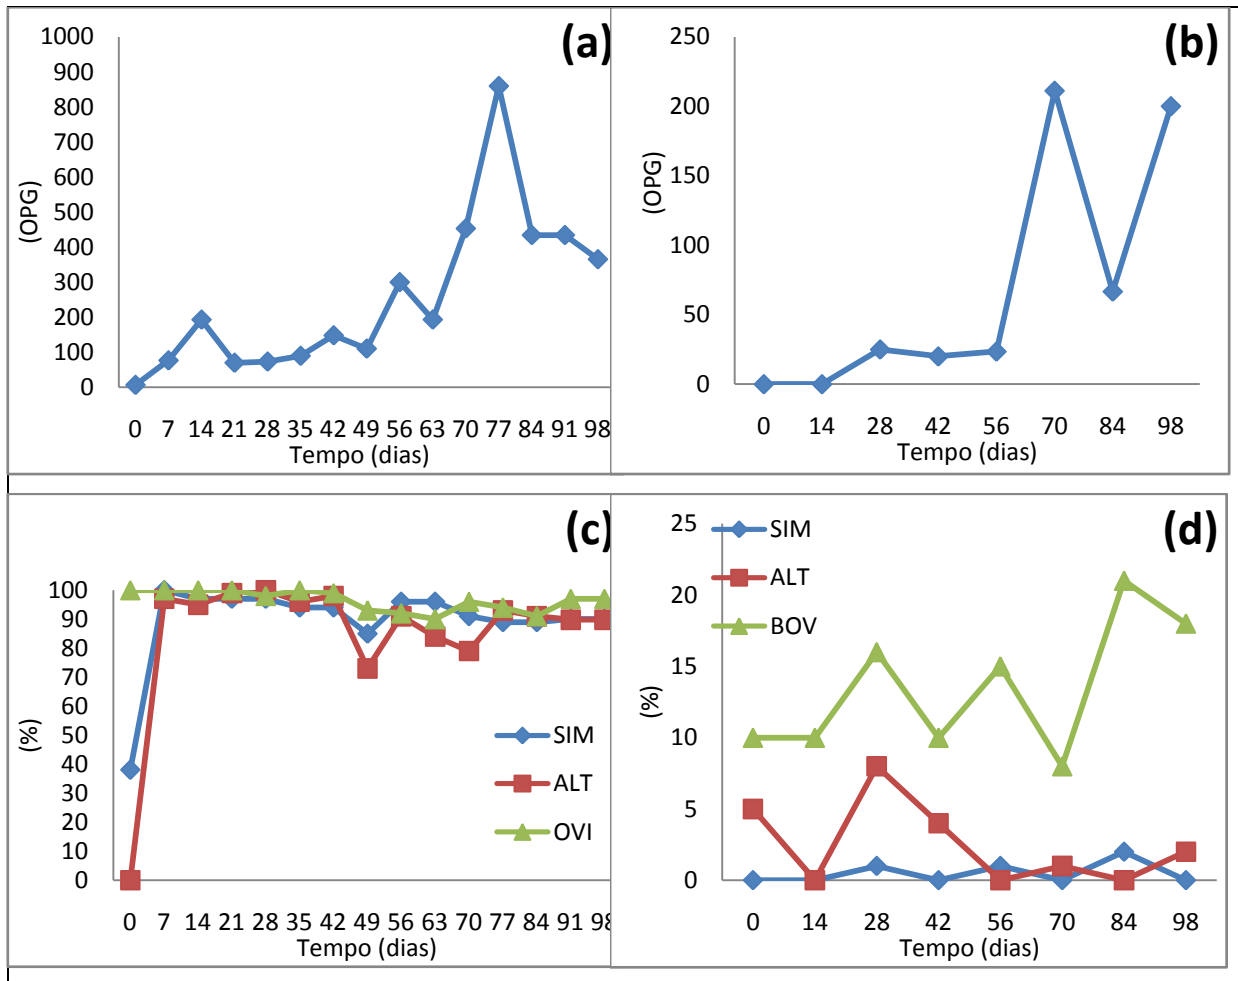 (a)
1000
900
800
700
600
500
400
300
200
100
0
(OPG)
0 7 14 21 28 35 42 49 56 63 70 77 84 91 98
Tempo (dias)
(b)
250
200
150
100
50
0
(OPG)
0 14 28 42 56 70 84 98
Tempo (dias)
(c)
100
90
80
70
60
50
40
30
20
10
0
(%)
SIM
ALT
OVI
0 7 14 21 28 35 42 49 56 63 70 77 84 91 98
Tempo (dias)
(d)
25
20
15
10
5
0
(%)
SIM
ALT
BOV
0 14 28 42 56 70 84 98
Tempo (dias)